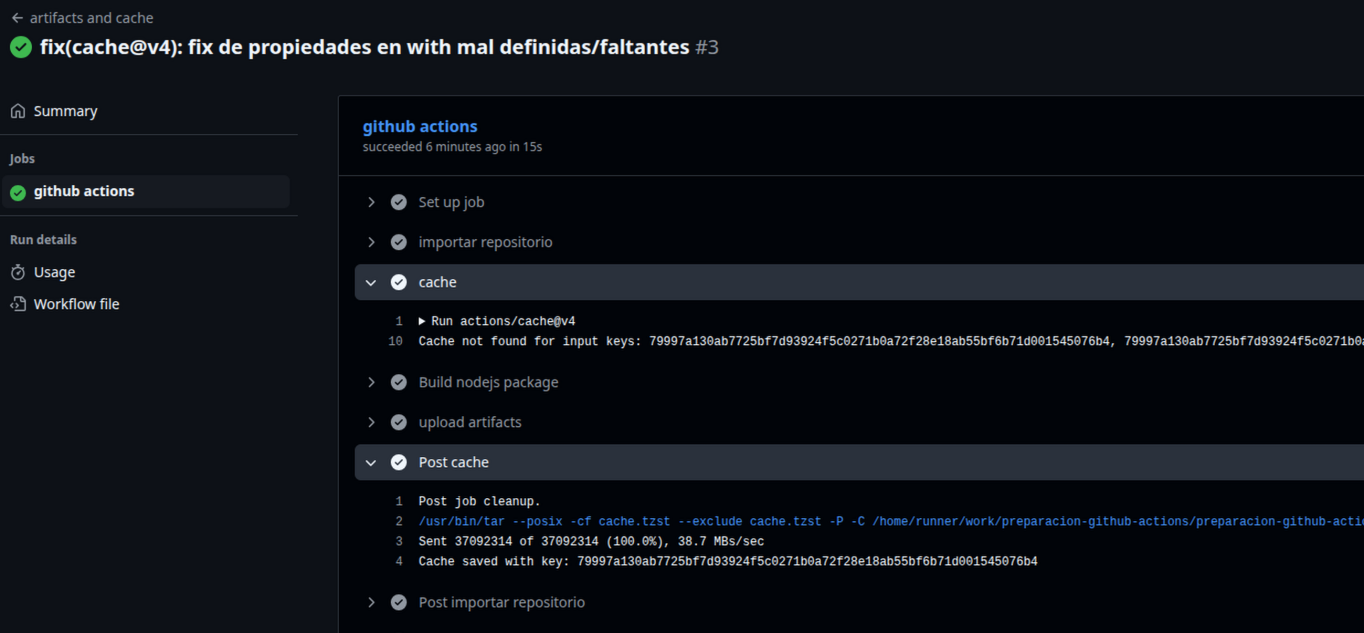 artifacts and cache
fix(cache@v4): fix de propiedades en with mal definidas/faltantes #3
Summary
Jobs
github actions
Run details
Usage
Workflow file
github actions
succeeded 6 minutes ago in 15s
Set up job
importar repositorio
cache
1 Run actions/cache@v4
10 Cache not found for input keys: 79997a130ab7725bf7d93924f5c0271b0a72f28e18ab55bf6b71d001545076b4, 79997a130ab7725bf7d93924f5c0271b0a
Build nodejs package
upload artifacts
Post cache
1 Post job cleanup.
2 /usr/bin/tar --posix -cf cache.tzst --exclude cache.tzst -P -C /home/runner/work/preparacion-github-actions/preparacion-github-actio
3 Sent 37092314 of 37092314 (100.0%), 38.7 MBs/sec
4 Cache saved with key: 79997a130ab7725bf7d93924f5c0271b0a72f28e18ab55bf6b71d001545076b4
Post importar repositorio